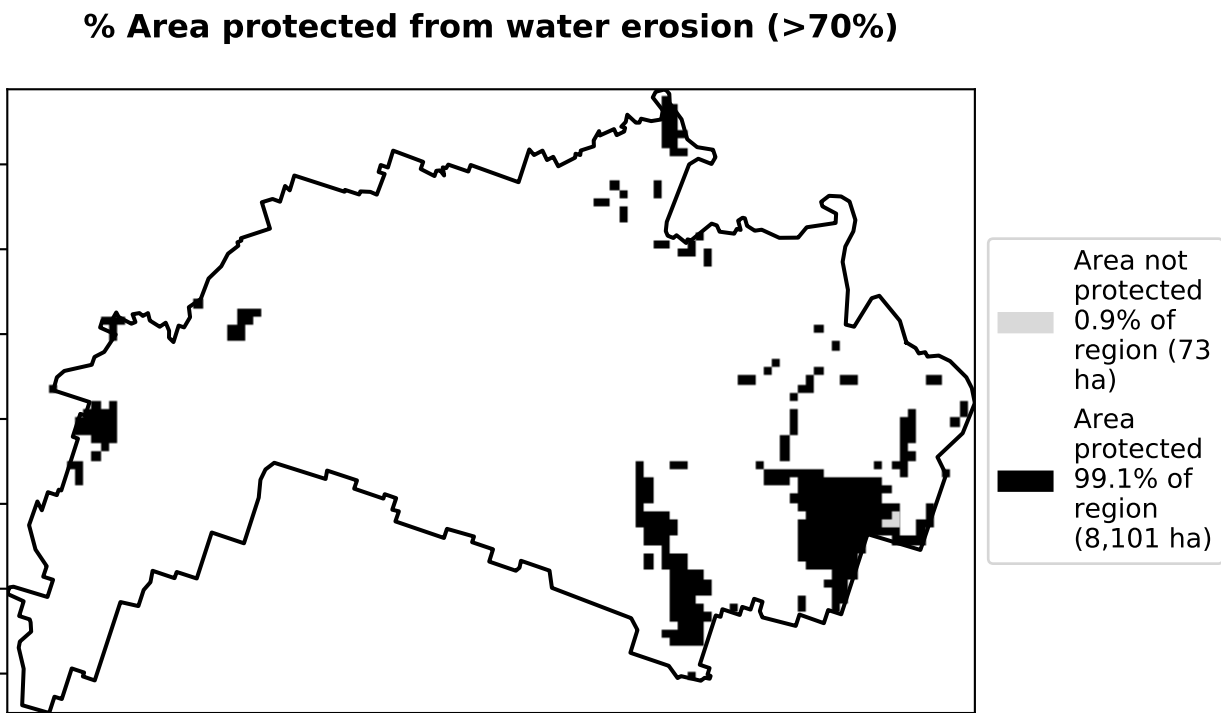 % Area protected from water erosion (>70%)
Area not
protected
0.9% of
region (73
ha)
Area
protected
99.1% of
region
(8,101 ha)